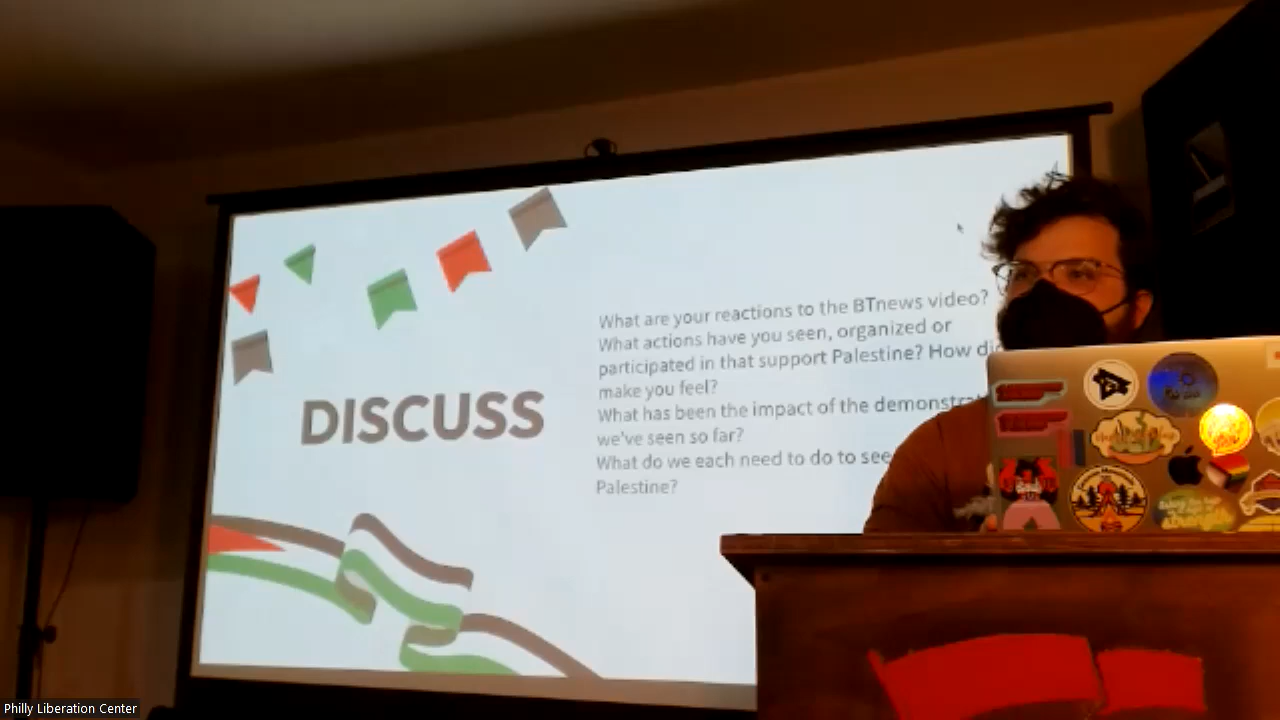 What are your reactions to the BTnews video?
What actions have you seen, organized or
participated in that support Palestine? How
make you feel?
What has been the impact of the
we've seen so far?
What do we each need to do to see
Palestine?
DISCUSS
Philly Liberation Center